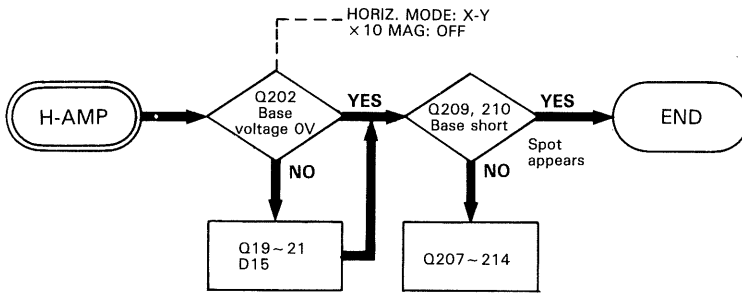 HORIZ. MODE: X-Y
×10 MAG: OFF
H-AMP
Q202
Base
voltage 0V
YES
NO
Q19~21
D15
Q209, 210
Base short
YES
Spot
appears
NO
Q207~214
END